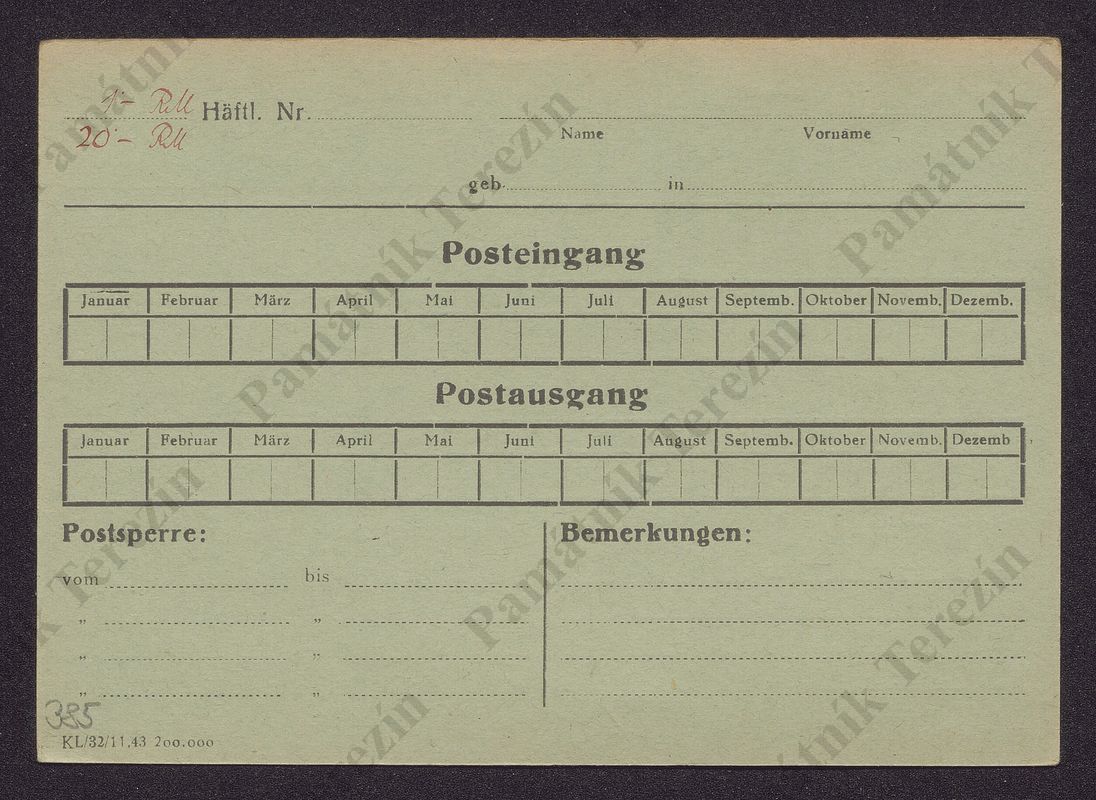 1·- RM
20·- RM
Häftl. Nr.
Name Vorname
geb. in
Posteingang
Januar Februar März April Mai Juni Juli August Septemb. Oktober Novemb. Dezemb.
Postausgang
Januar Februar März April Mai Juni Juli August Septemb. Oktober Novemb. Dezemb
Postsperre:
vom bis
„ „
„ „
„ „
Bemerkungen:
385
KL/32/11.43 200.000
Památník Terezín